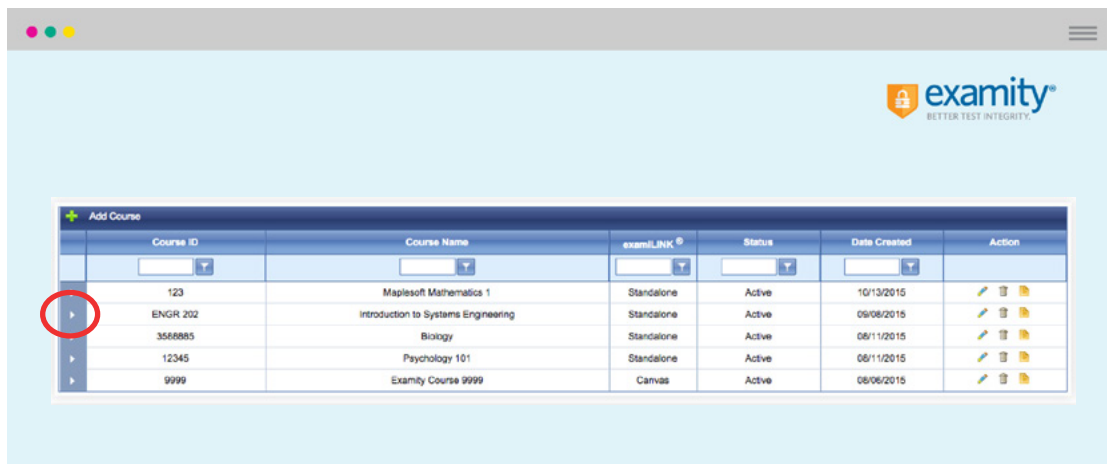 examity®
BETTER TEST INTEGRITY.
Add Course
Course ID Course Name examiLINK® Status Date Created Action
123 Maplesoft Mathematics 1 Standalone Active 10/13/2015
ENGR 202 Introduction to Systems Engineering Standalone Active 09/08/2015
3568885 Biology Standalone Active 08/11/2015
12345 Psychology 101 Standalone Active 08/11/2015
9999 Examity Course 9999 Canvas Active 08/06/2015